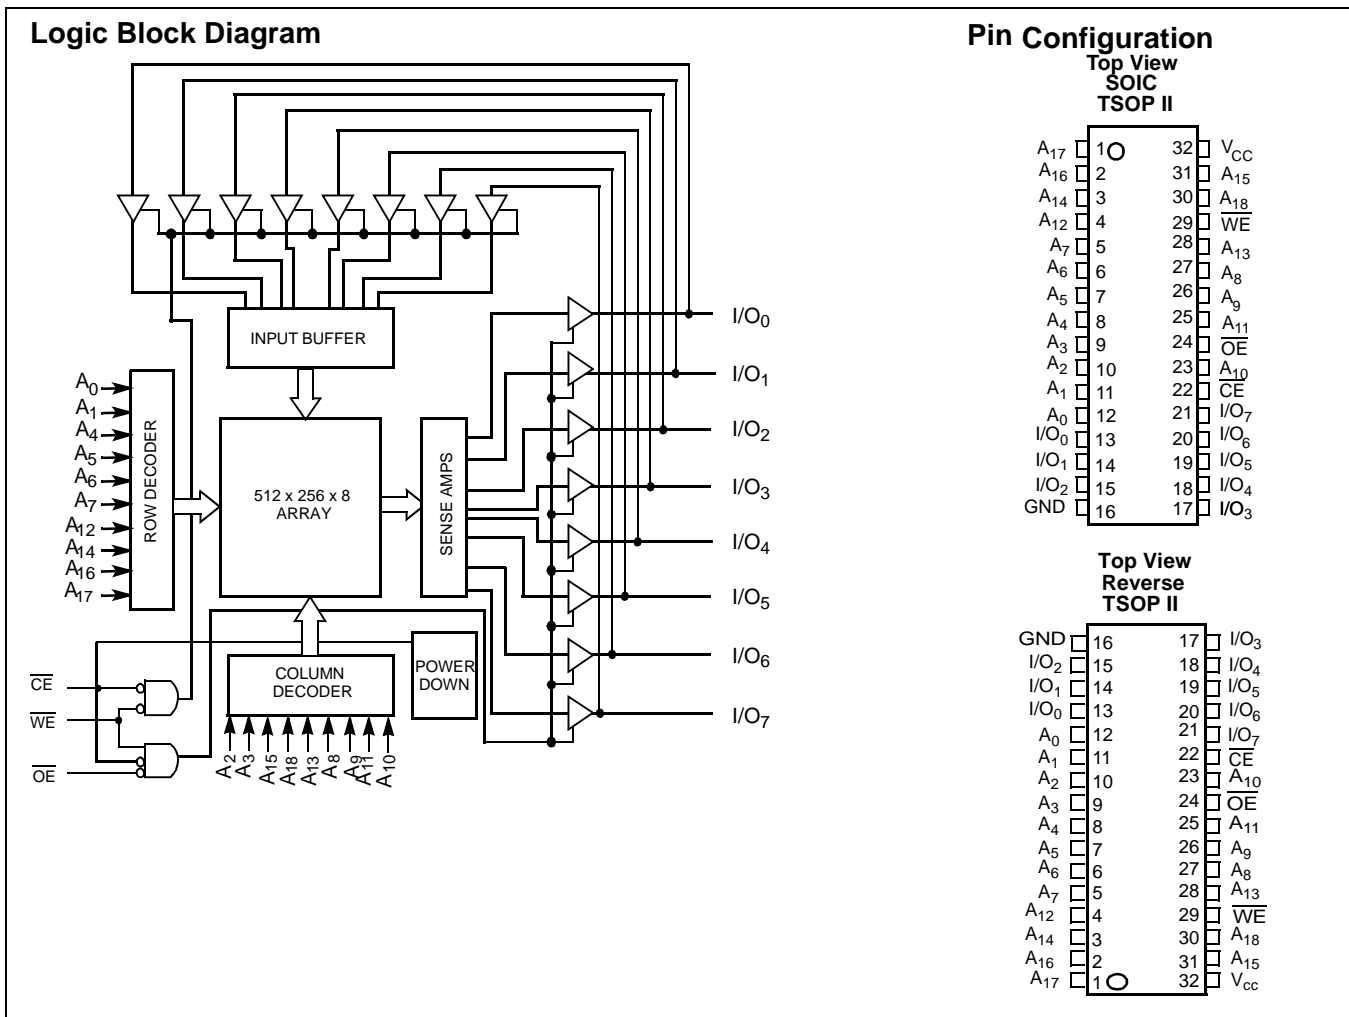 Logic Block Diagram
INPUT BUFFER
A0
A1
A4
A5
A6
A7
A12
A14
A16
A17
ROW DECODER
512 x 256 x 8
ARRAY
SENSE AMPS
I/O0
I/O1
I/O2
I/O3
I/O4
I/O5
I/O6
I/O7
COLUMN
DECODER
POWER
DOWN
C̅E̅
W̅E̅
O̅E̅
A2
A3
A15
A18
A13
A8
A9
A11
A10
Pin Configuration
Top View
SOIC
TSOP II
A17 1 32 VCC
A16 2 31 A15
A14 3 30 A18
A12 4 29 W̅E̅
A7 5 28 A13
A6 6 27 A8
A5 7 26 A9
A4 8 25 A11
A3 9 24 O̅E̅
A2 10 23 A10
A1 11 22 C̅E̅
A0 12 21 I/O7
I/O0 13 20 I/O6
I/O1 14 19 I/O5
I/O2 15 18 I/O4
GND 16 17 I/O3
Top View
Reverse
TSOP II
GND 16 17 I/O3
I/O2 15 18 I/O4
I/O1 14 19 I/O5
I/O0 13 20 I/O6
A0 12 21 I/O7
A1 11 22 C̅E̅
A2 10 23 A10
A3 9 24 O̅E̅
A4 8 25 A11
A5 7 26 A9
A6 6 27 A8
A7 5 28 A13
A12 4 29 W̅E̅
A14 3 30 A18
A16 2 31 A15
A17 1 32 Vcc